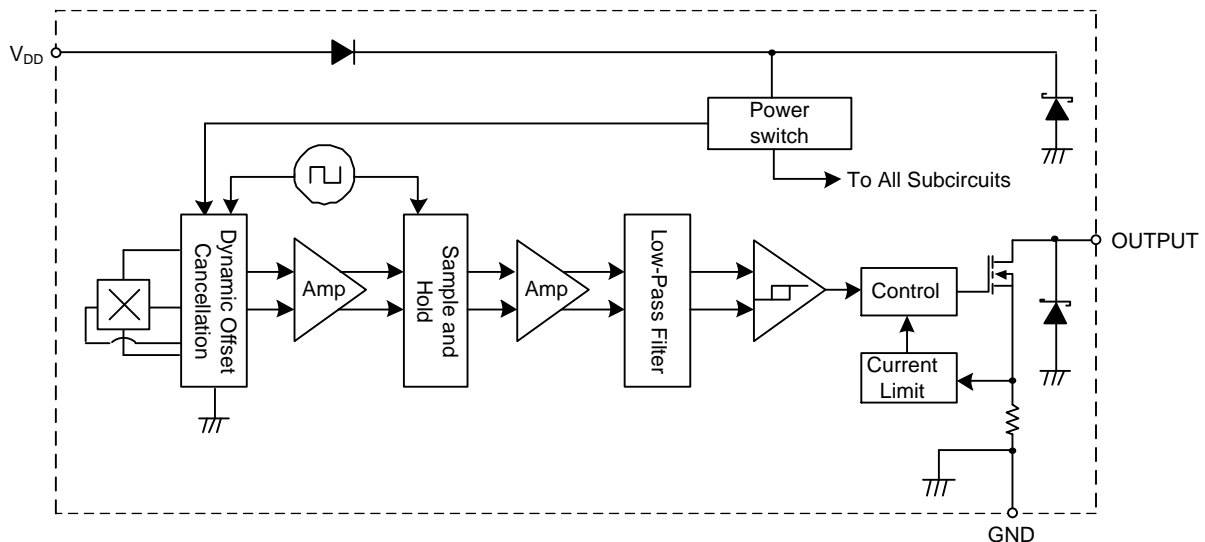 VDD
Power
switch
To All Subcircuits
Dynamic Offset
Cancellation
Amp
Sample and
Hold
Amp
Low-Pass Filter
Control
Current
Limit
OUTPUT
GND